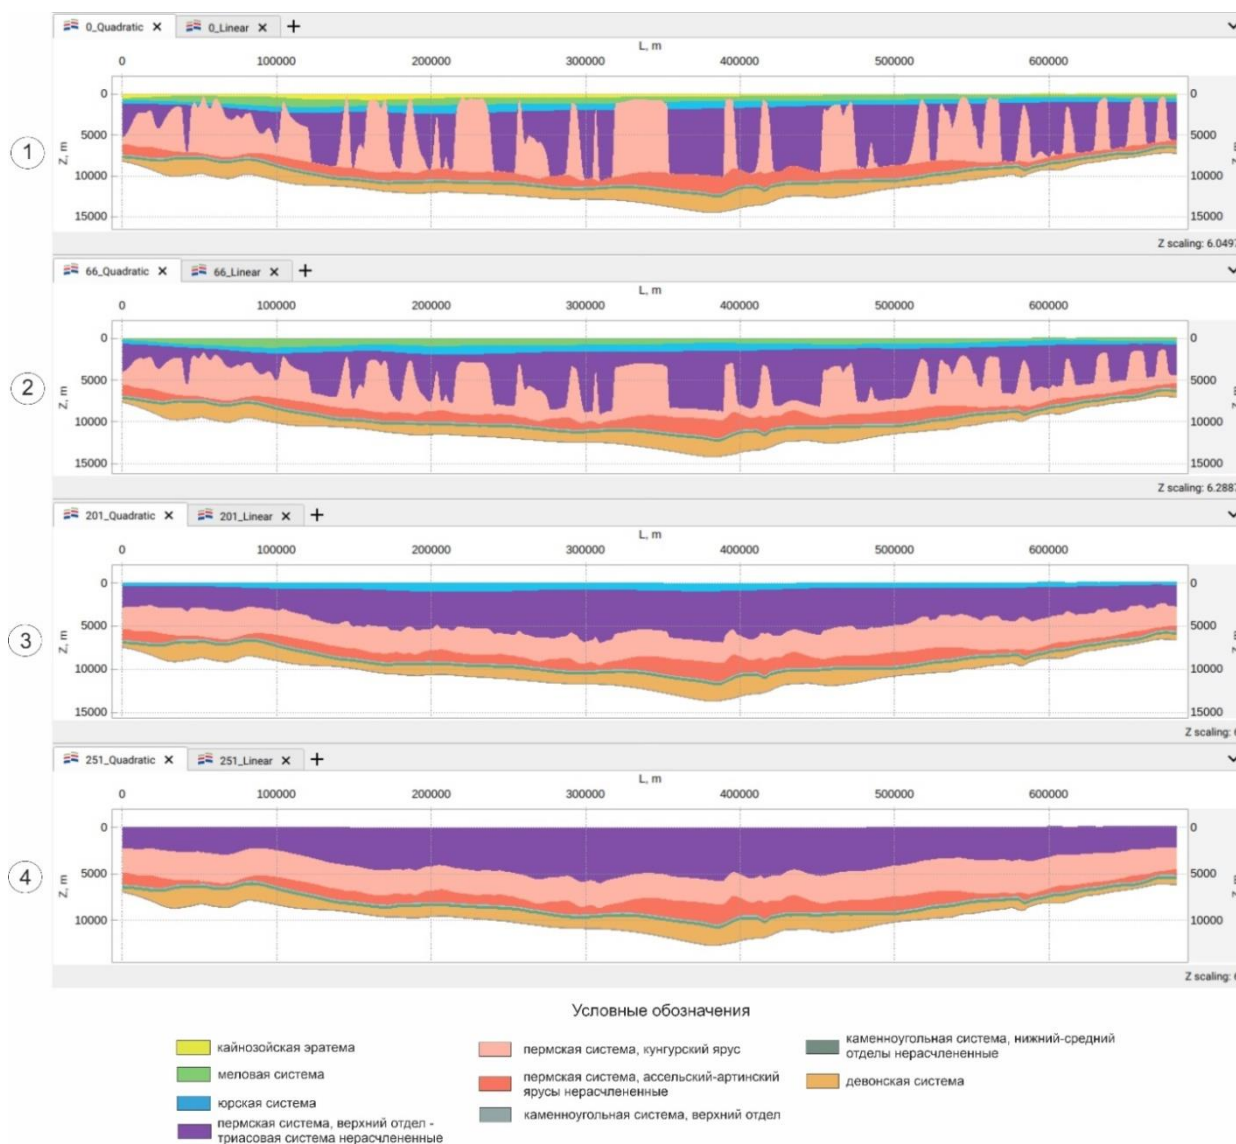 0_Quadratic × 0_Linear × +
L, m
0 100000 200000 300000 400000 500000 600000
0 0
5000 5000
10000 10000
15000 15000
Z, m
1
Z scaling: 6.0497
66_Quadratic × 66_Linear × +
L, m
0 100000 200000 300000 400000 500000 600000
0 0
5000 5000
10000 10000
15000 15000
Z, m
2
Z scaling: 6.2887
201_Quadratic × 201_Linear × +
L, m
0 100000 200000 300000 400000 500000 600000
0 0
5000 5000
10000 10000
15000 15000
Z, m
3
Z scaling: 6
251_Quadratic × 251_Linear × +
L, m
0 100000 200000 300000 400000 500000 600000
0 0
5000 5000
10000 10000
Z, m
4
Z scaling: 6
Условные обозначения
кайнозойская эратема
меловая система
юрская система
пермская система, верхний отдел -
триасовая система нерасчлененные
пермская система, кунгурский ярус
пермская система, ассельский-артинский
ярусы нерасчлененные
каменноугольная система, верхний отдел
каменноугольная система, нижний-средний
отделы нерасчлененные
девонская система